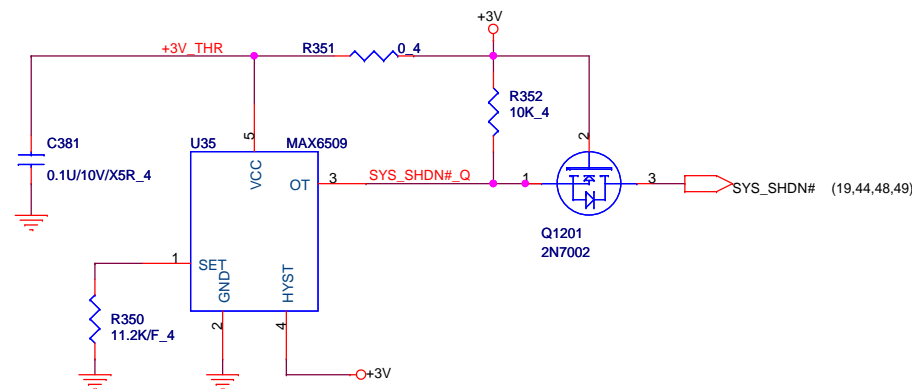 +3V
+3V_THR
R351
0_4
R352
10K_4
2
C381
0.1U/10V/X5R_4
U35
MAX6509
5
VCC
OT
3
SYS_SHDN#_Q
1
3
SYS_SHDN#
(19,44,48,49)
Q1201
2N7002
1
SET
GND
HYST
R350
11.2K/F_4
2
4
+3V